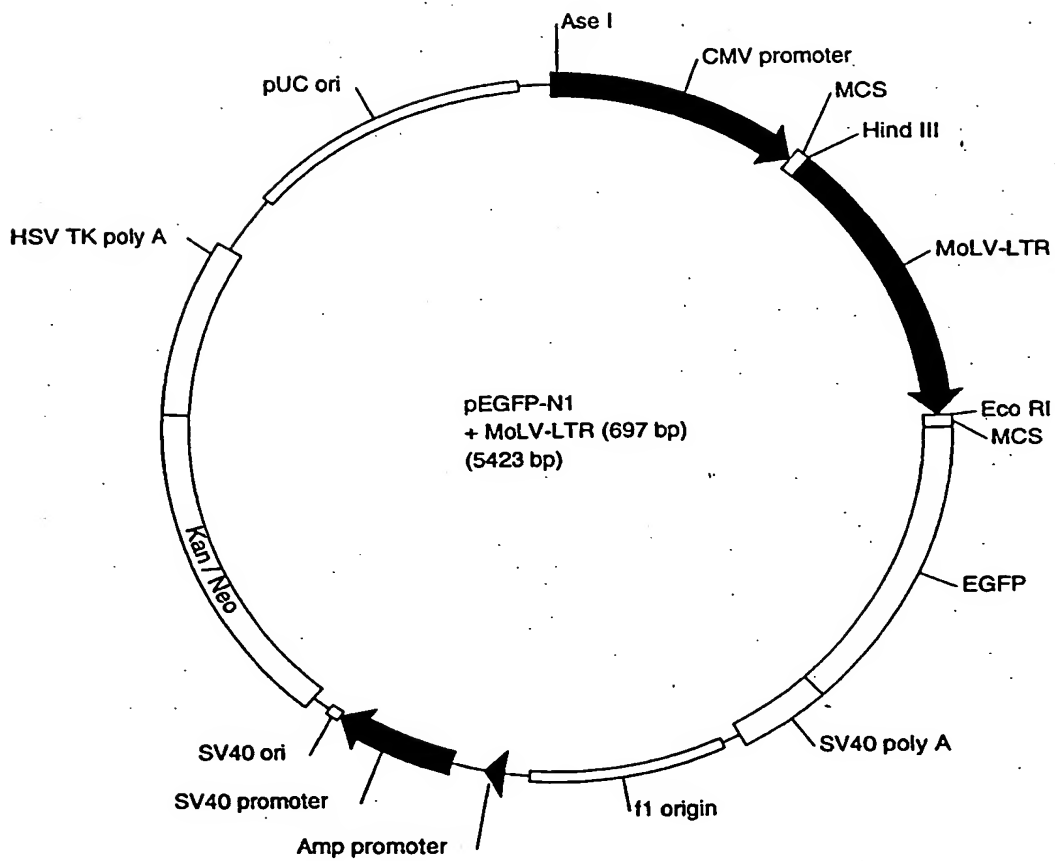 Ase I
CMV promoter
pUC ori
MCS
Hind III
HSV TK poly A
MoLV-LTR
pEGFP-N1
+ MoLV-LTR (697 bp)
(5423 bp)
Eco RI
MCS
Kan / Neo
EGFP
SV40 ori
SV40 poly A
SV40 promoter
f1 origin
Amp promoter